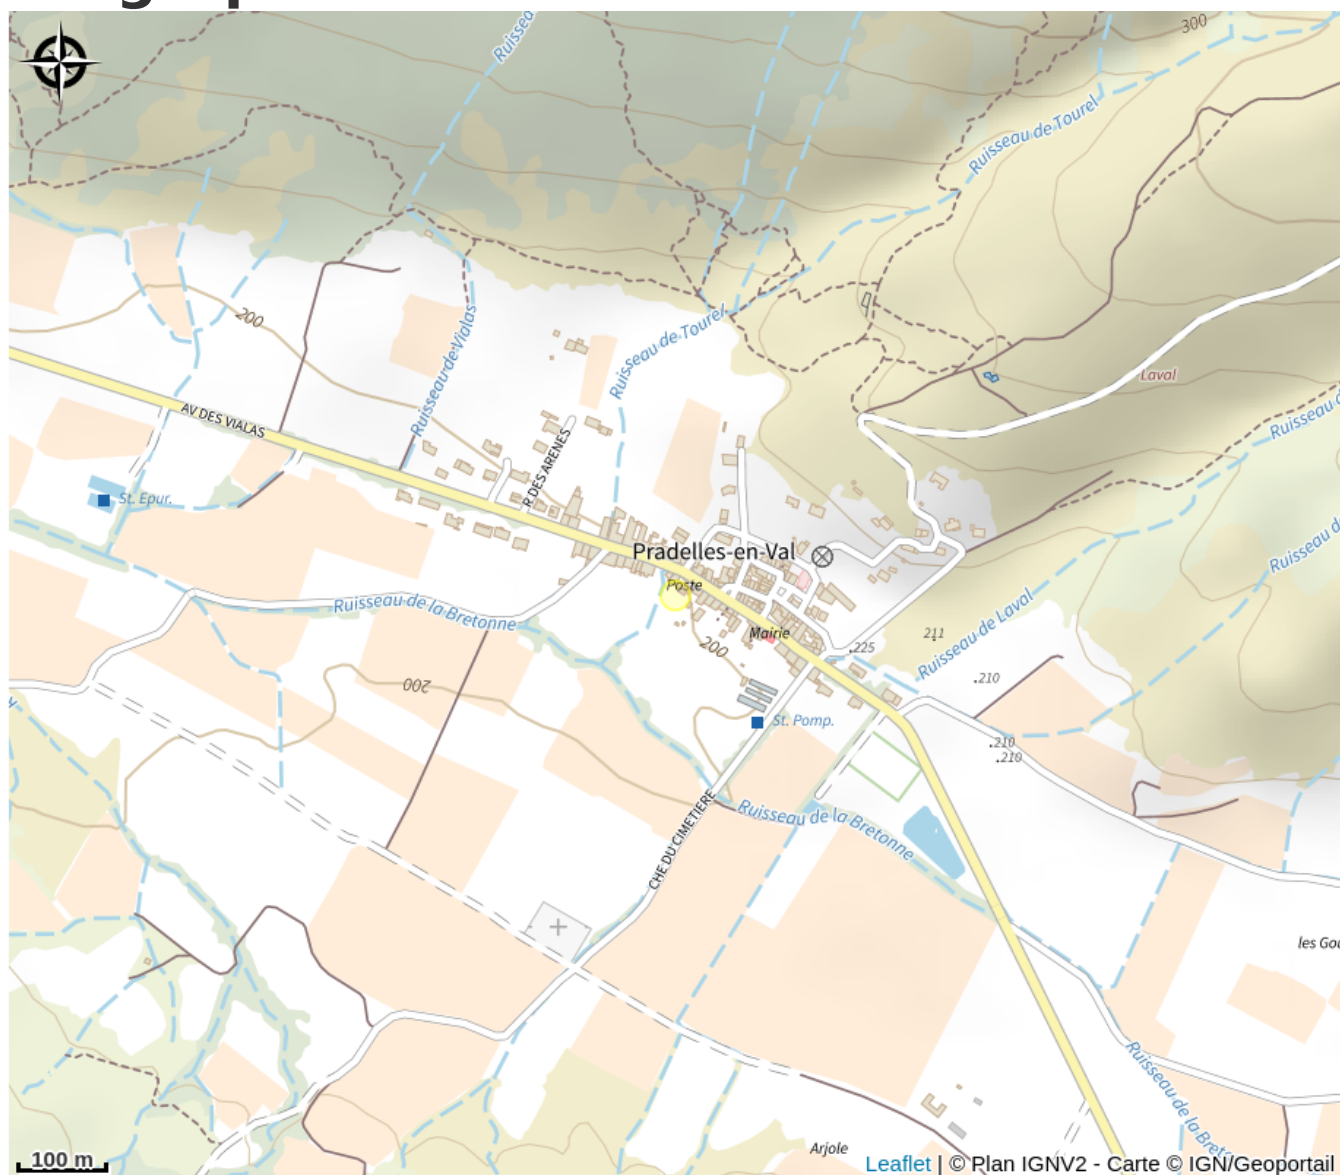 300
Ruisseau de Tourel
200
Ruisseau de Tourel
Ruisseau de Vialas
Laval
AV DES VIALAS
R DES ARENES
St. Epur.
Pradelles-en-Val
Poste
Ruisseau de la Bretonne
Mairie
200
225
211
Ruisseau de Laval
210
200
St. Pomp.
210
210
CHE DU CIMETIERE
Ruisseau de la Bretonne
les Gou
Ruisseau de la Breto
Arjole
100 m
Leaflet | © Plan IGNV2 - Carte © IGN/Geoportail